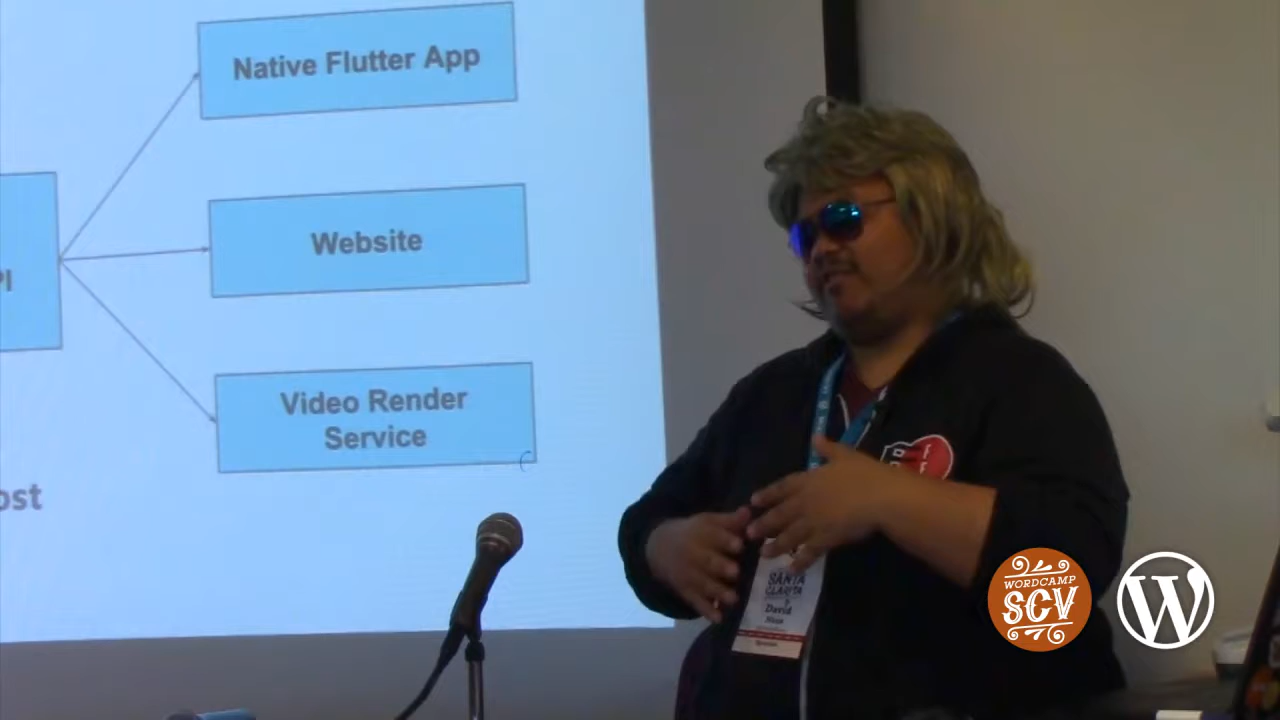 Native Flutter App
Website
PI
Video Render
Service
ost
SANTA
CLARITA
David
WORDCAMP
SCV
W